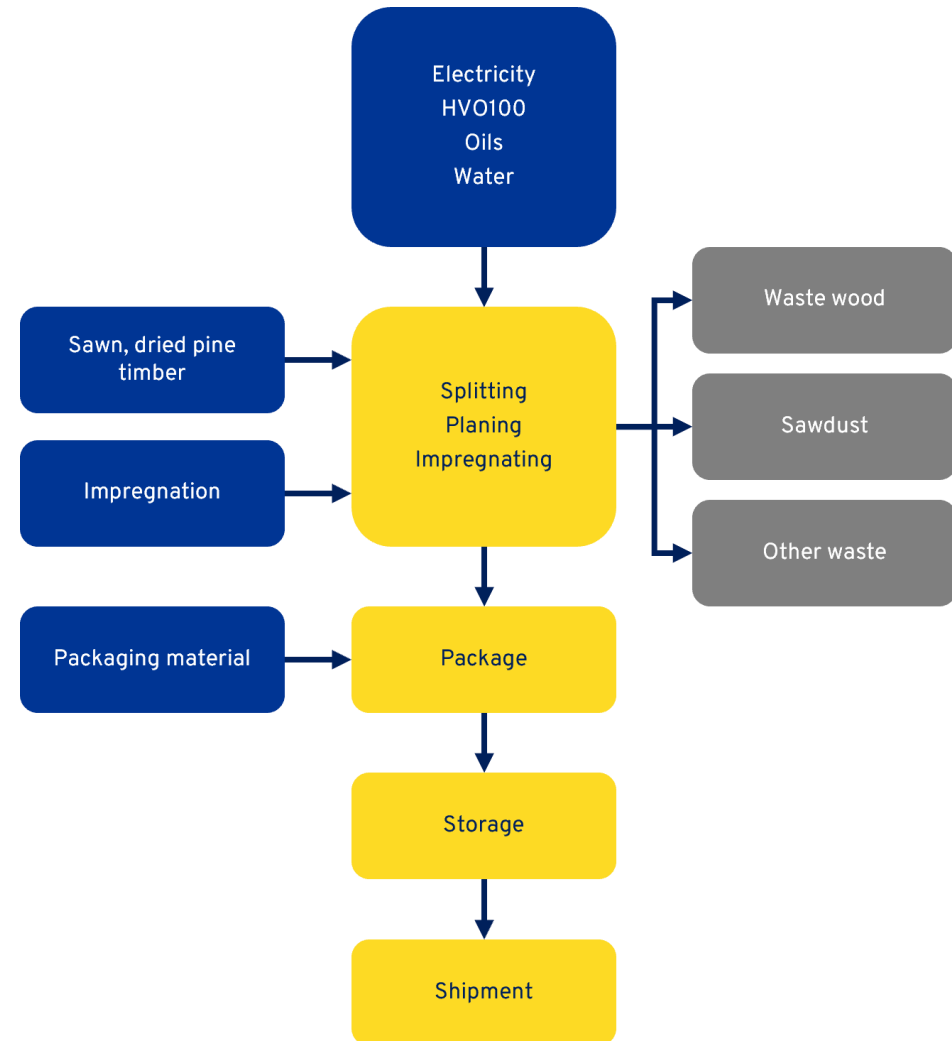 Electricity
HVO100
Oils
Water
Waste wood
Sawn, dried pine
timber
Splitting
Planing
Impregnating
Sawdust
Impregnation
Other waste
Packaging material
Package
Storage
Shipment